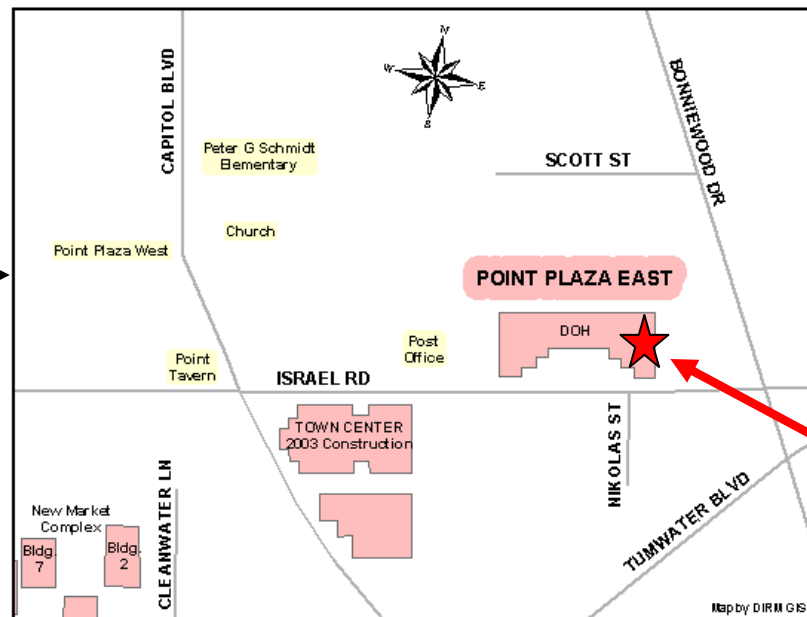 N
W
E
S
CAPITOL BLVD
BONNIEWOOD DR
Peter G Schmidt
Elementary
SCOTT ST
Church
Point Plaza West
POINT PLAZA EAST
DOH
Post
Office
Point
Tavern
ISRAEL RD
TOWN CENTER
2003 Construction
NIKOLAS ST
TUMWATER BLVD
CLEANWATER LN
New Market
Complex
Bldg.
7
Bldg.
2
Map by DIRM GIS